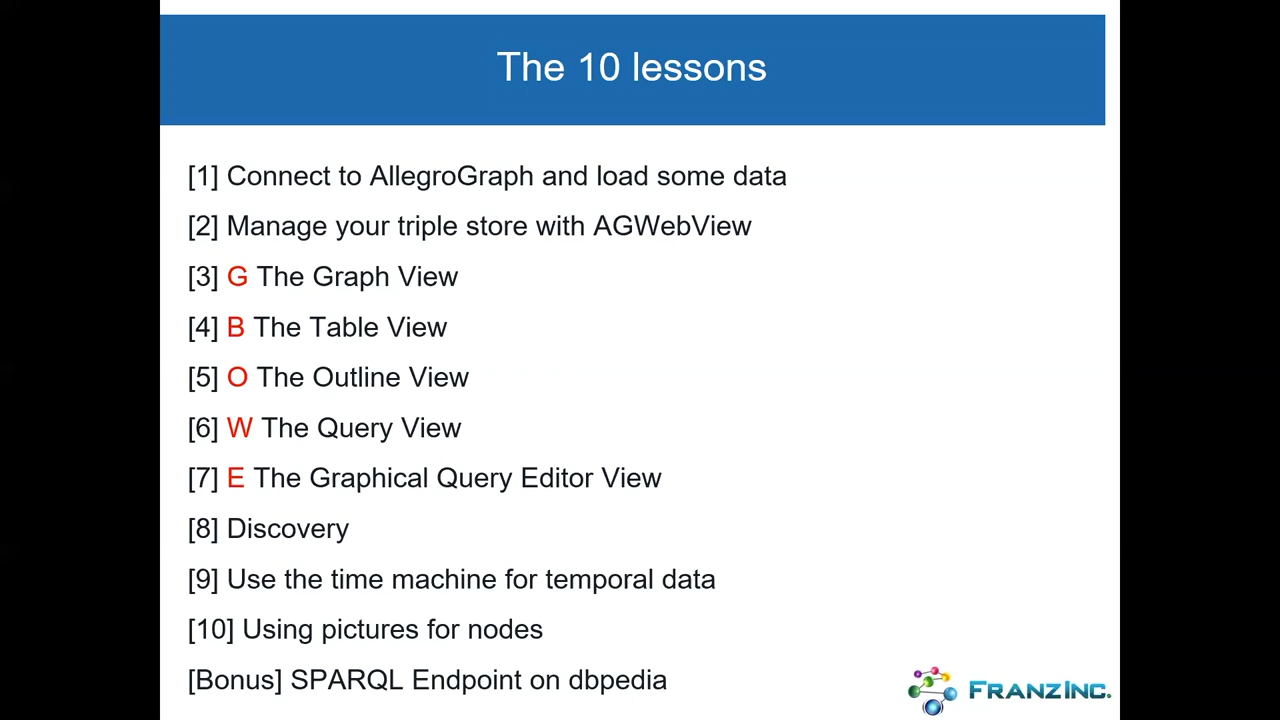 The 10 lessons
[1] Connect to AllegroGraph and load some data
[2] Manage your triple store with AGWebView
[3] G The Graph View
[4] B The Table View
[5] O The Outline View
[6] W The Query View
[7] E The Graphical Query Editor View
[8] Discovery
[9] Use the time machine for temporal data
[10] Using pictures for nodes
[Bonus] SPARQL Endpoint on dbpedia
FRANZ INC.